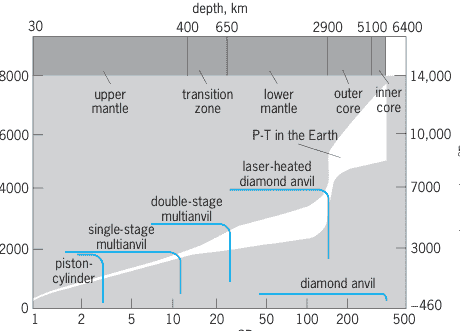 depth, km
30 400 650 2900 5100 6400
8000 14,000
upper mantle
transition zone
lower mantle
outer core
inner core
6000 10,000
P-T in the Earth
laser-heated
diamond anvil
4000 7000
double-stage
multianvil
single-stage
multianvil
2000 3000
piston-
cylinder
diamond anvil
0 –460
1 2 5 10 20 50 100 200 500